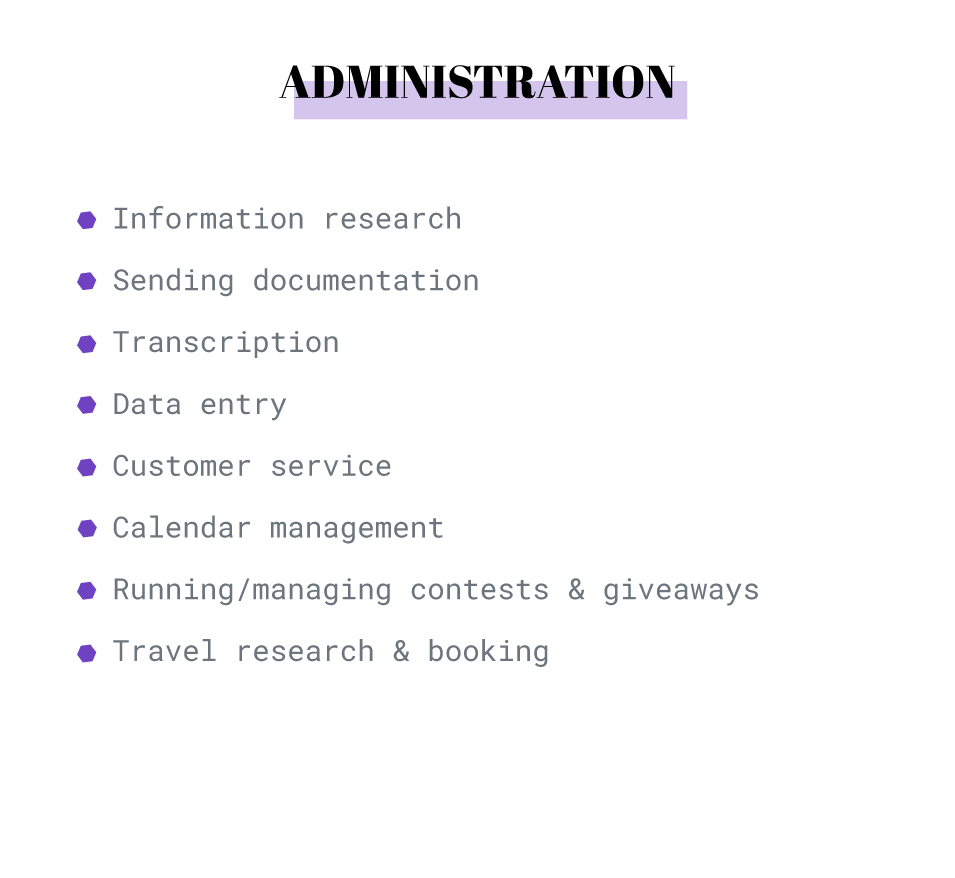 ADMINISTRATION
Information research
Sending documentation
Transcription
Data entry
Customer service
Calendar management
Running/managing contests & giveaways
Travel research & booking